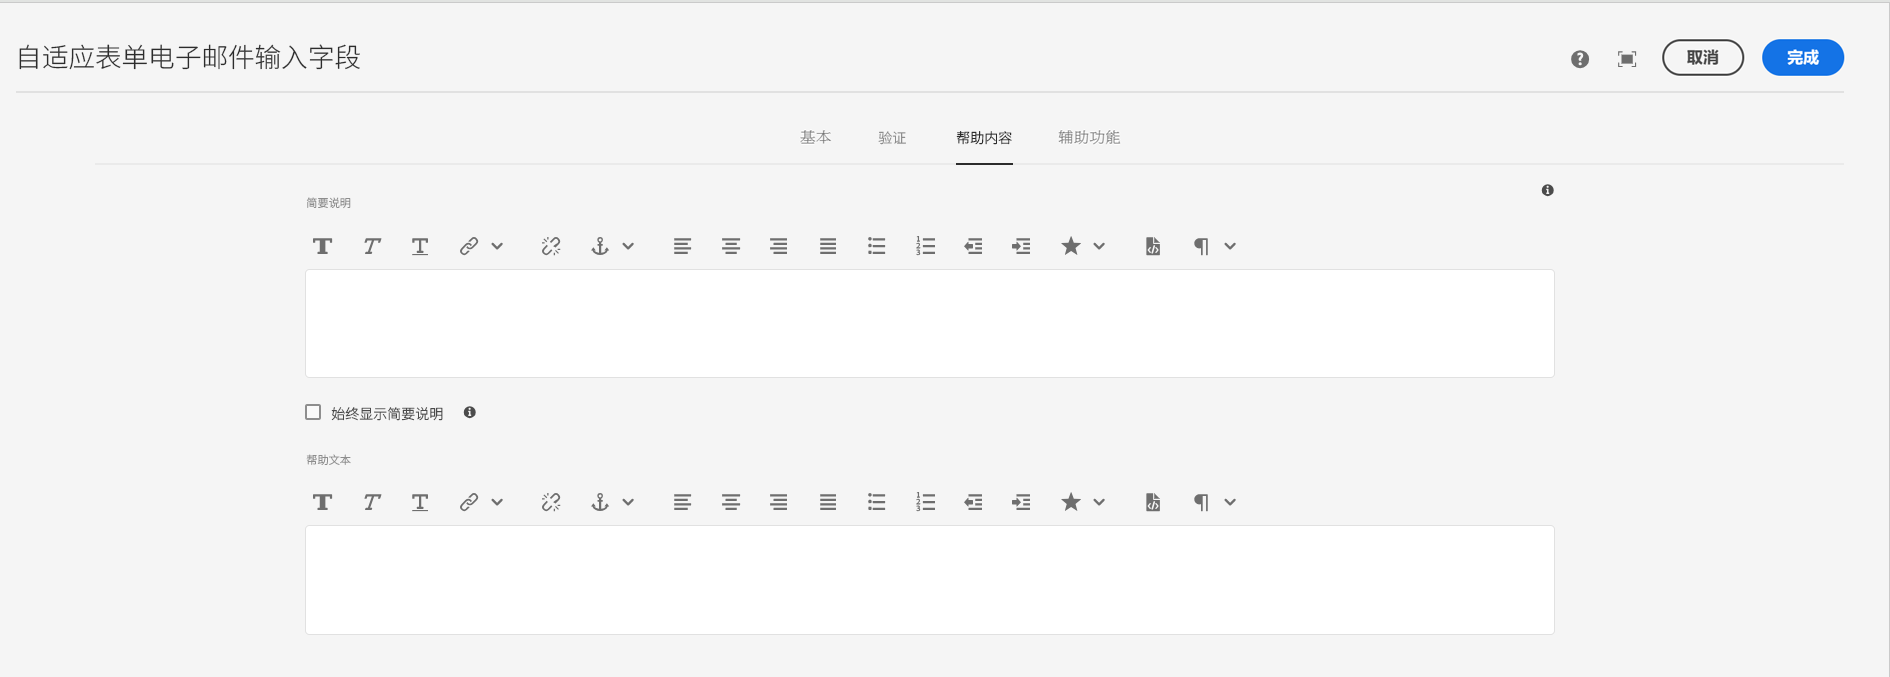 自适应表单电子邮件输入字段
取消
完成
基本
验证
帮助内容
辅助功能
简要说明
始终显示简要说明
帮助文本